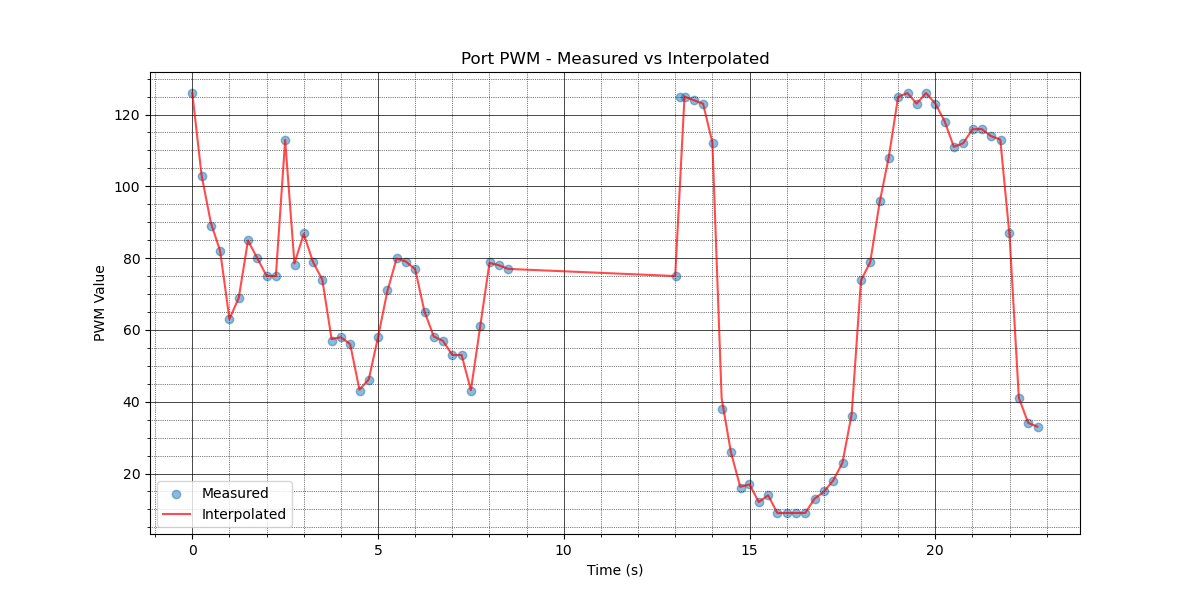 Port PWM - Measured vs Interpolated
PWM Value
120
100
80
60
40
20
Measured
Interpolated
0 5 10 15 20
Time (s)